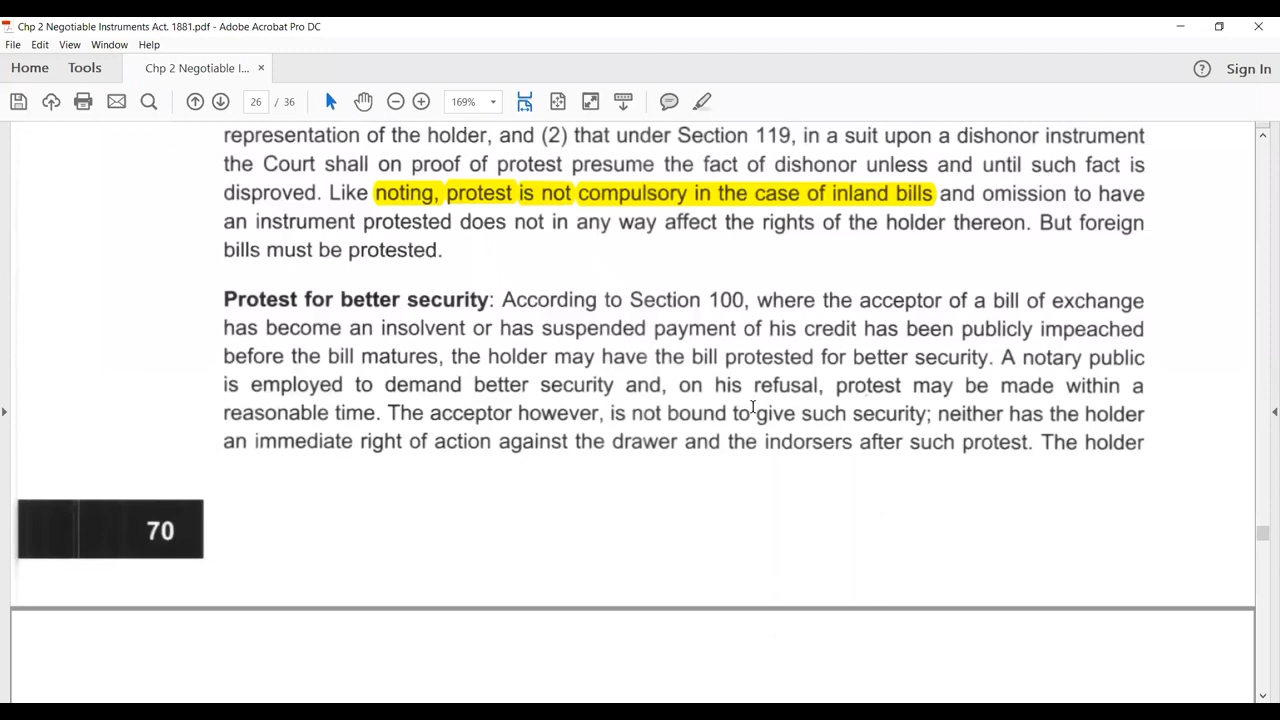 Chp 2 Negotiable Instruments Act. 1881.pdf - Adobe Acrobat Pro DC
File Edit View Window Help
Home Tools Chp 2 Negotiable I... × Sign In
26 / 36 169%
representation of the holder, and (2) that under Section 119, in a suit upon a dishonor instrument
the Court shall on proof of protest presume the fact of dishonor unless and until such fact is
disproved. Like noting, protest is not compulsory in the case of inland bills and omission to have
an instrument protested does not in any way affect the rights of the holder thereon. But foreign
bills must be protested.
Protest for better security: According to Section 100, where the acceptor of a bill of exchange
has become an insolvent or has suspended payment of his credit has been publicly impeached
before the bill matures, the holder may have the bill protested for better security. A notary public
is employed to demand better security and, on his refusal, protest may be made within a
reasonable time. The acceptor however, is not bound to give such security; neither has the holder
an immediate right of action against the drawer and the indorsers after such protest. The holder
70